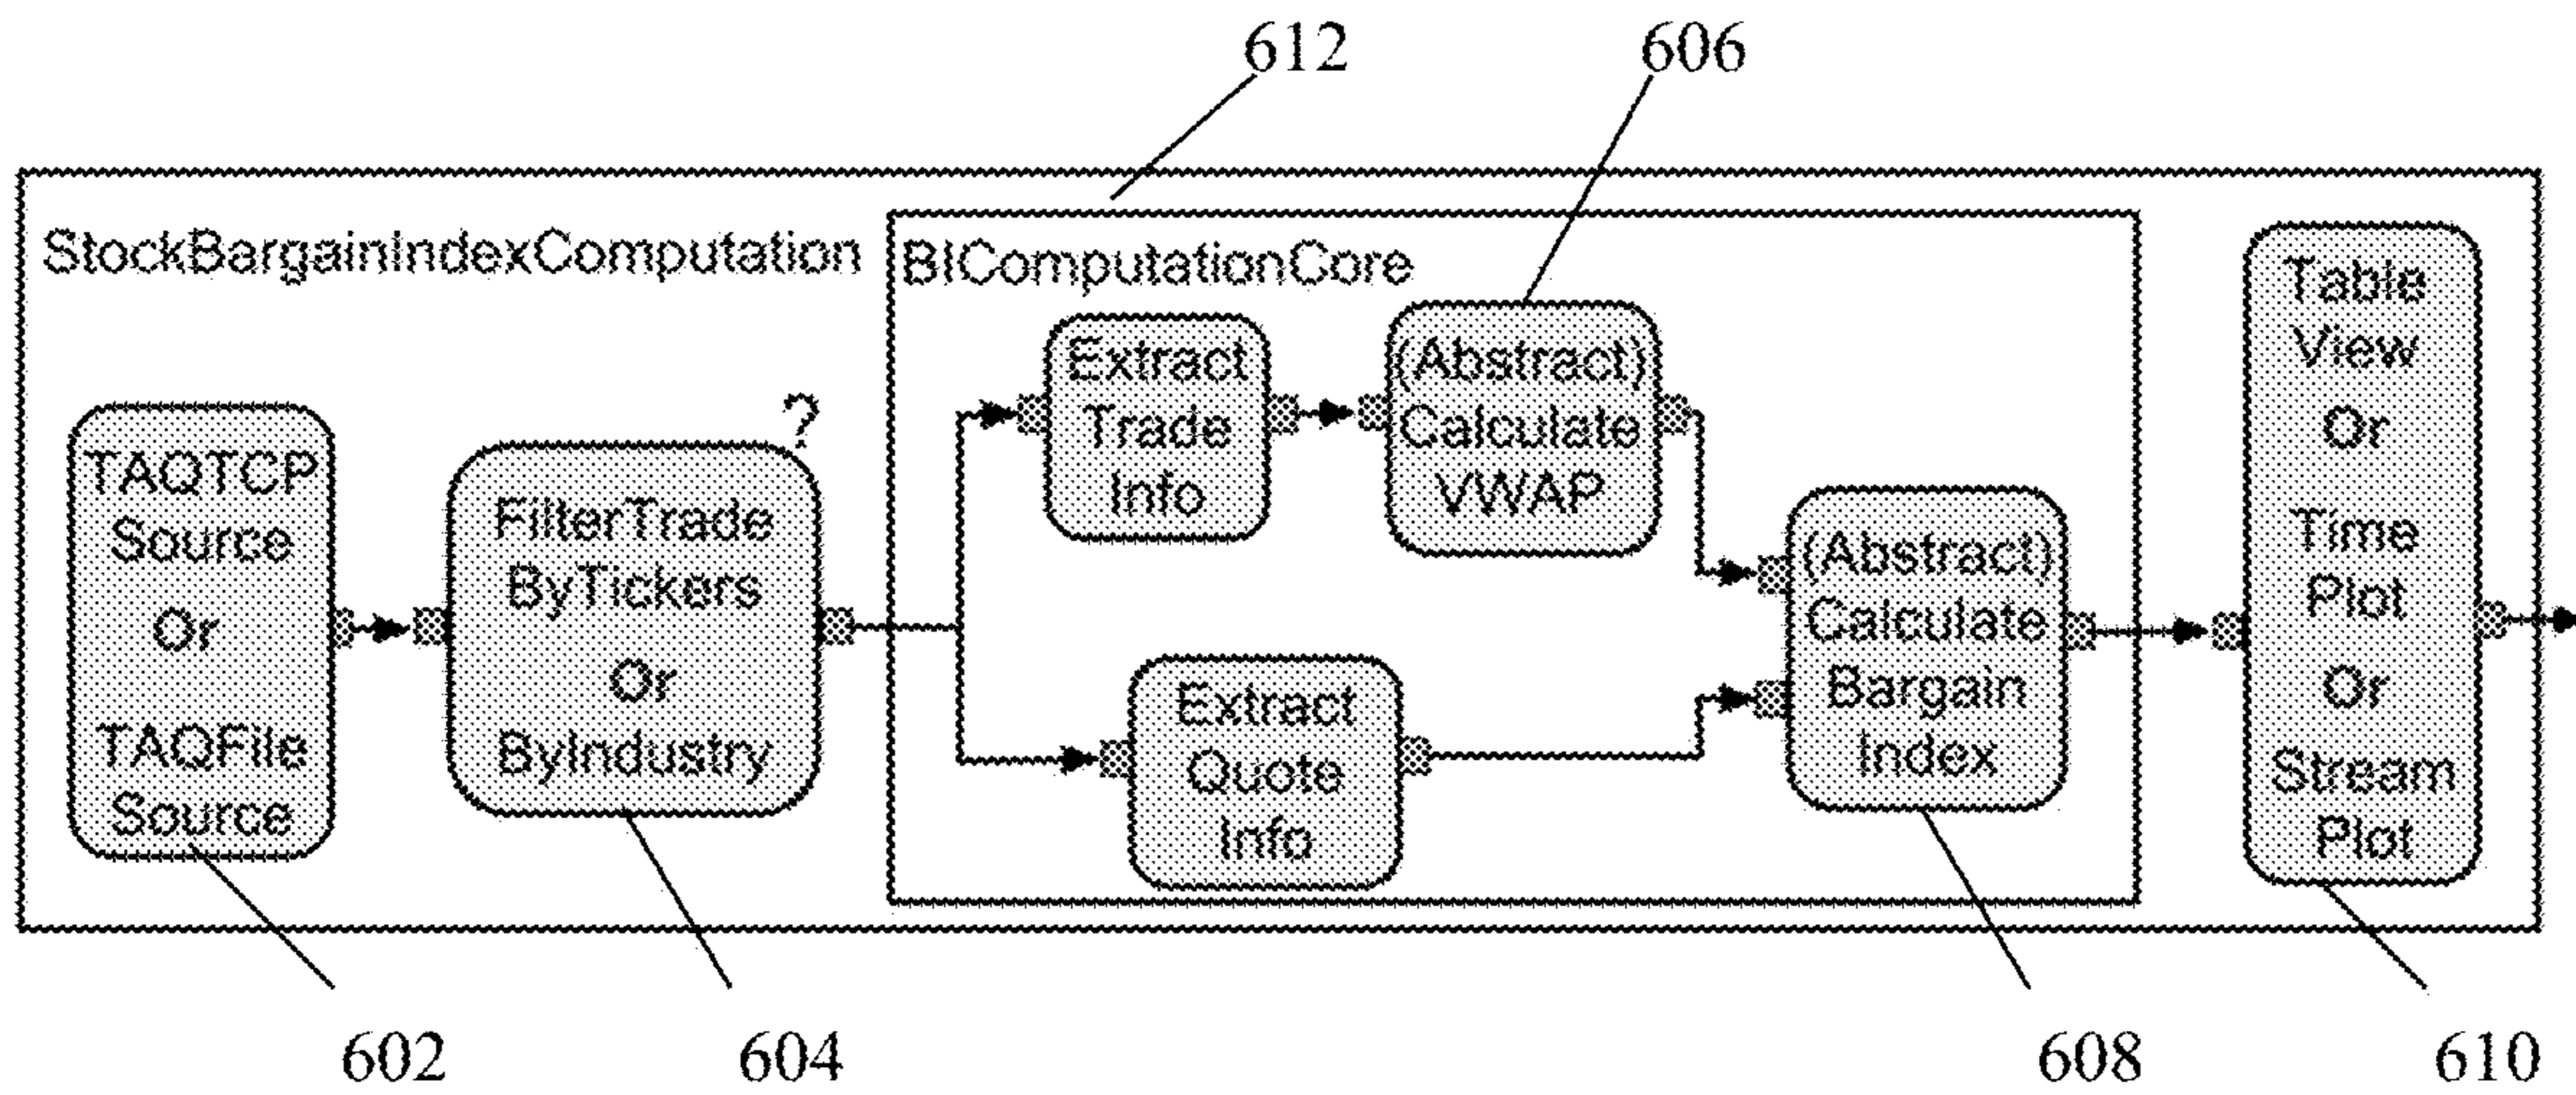 612
606
StockBargainIndexComputation
BIComputationCore
TAQTCP
Source
Or
TAQFile
Source
?
FilterTrade
ByTickers
Or
ByIndustry
Extract
Trade
Info
(Abstract)
Calculate
VWAP
Extract
Quote
Info
(Abstract)
Calculate
Bargain
Index
Table
View
Or
Time
Plot
Or
Stream
Plot
602
604
608
610